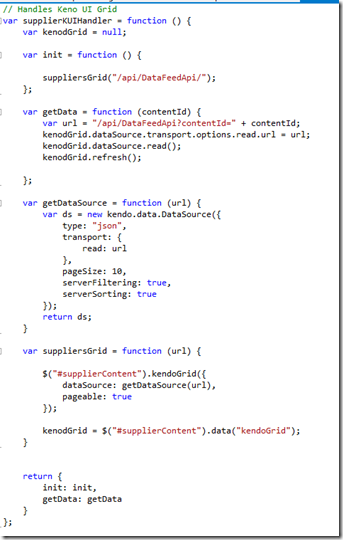 // Handles Keno UI Grid
var supplierKUIHandler = function () {
    var kenodGrid = null;
    var init = function () {
        suppliersGrid("/api/DataFeedApi/");
    };
    var getData = function (contentId) {
        var url = "/api/DataFeedApi?contentId=" + contentId;
        kenodGrid.dataSource.transport.options.read.url = url;
        kenodGrid.dataSource.read();
        kenodGrid.refresh();
    };
    var getDataSource = function (url) {
        var ds = new kendo.data.DataSource({
            type: "json",
            transport: {
                read: url
            },
            pageSize: 10,
            serverFiltering: true,
            serverSorting: true
        });
        return ds;
    }
    var suppliersGrid = function (url) {
        $("#supplierContent").kendoGrid({
            dataSource: getDataSource(url),
            pageable: true
        });
        kenodGrid = $("#supplierContent").data("kendoGrid");
    }
    return {
        init: init,
        getData: getData
    }
};